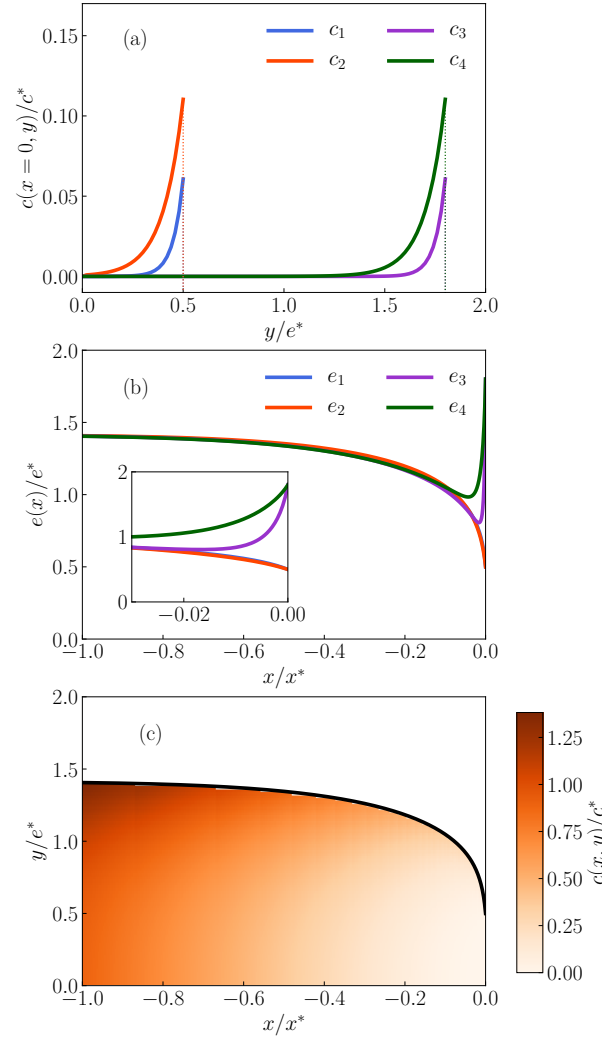 (a)
c₁
c₂
c₃
c₄
0.15
0.10
0.05
0.00
c(x = 0, y)/c*
0.0
0.5
1.0
1.5
2.0
y/e*
(b)
e₁
e₂
e₃
e₄
2.0
1.5
1.0
0.5
0.0
e(x)/e*
2
1
0
−0.02
0.00
−1.0
−0.8
−0.6
−0.4
−0.2
0.0
x/x*
(c)
2.0
1.5
1.0
0.5
0.0
y/e*
−1.0
−0.8
−0.6
−0.4
−0.2
0.0
x/x*
1.25
1.00
0.75
0.50
0.25
0.00
c(x, y)/c*